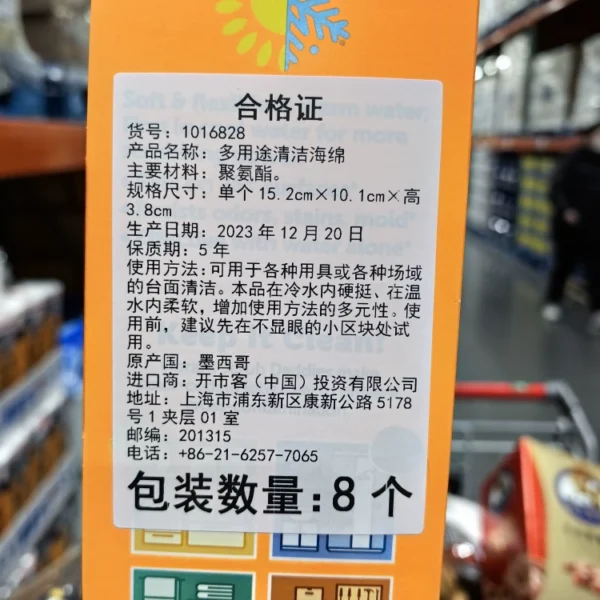 合格证
货号：1016828
产品名称：多用途清洁海绵
主要材料：聚氨酯。
规格尺寸：单个15.2cm×10.1cm×高
3.8cm
生产日期：2023年12月20日
保质期：5年
使用方法：可用于各种用具或各种场域
的台面清洁。本品在冷水内硬挺、在温
水内柔软，增加使用方法的多元性。使
用前，建议先在不显眼的小区块处试
用。
原产国：墨西哥
进口商：开市客（中国）投资有限公司
地址：上海市浦东新区康新公路5178
号1夹层01室
邮编：201315
电话：+86-21-6257-7065
包装数量：8个